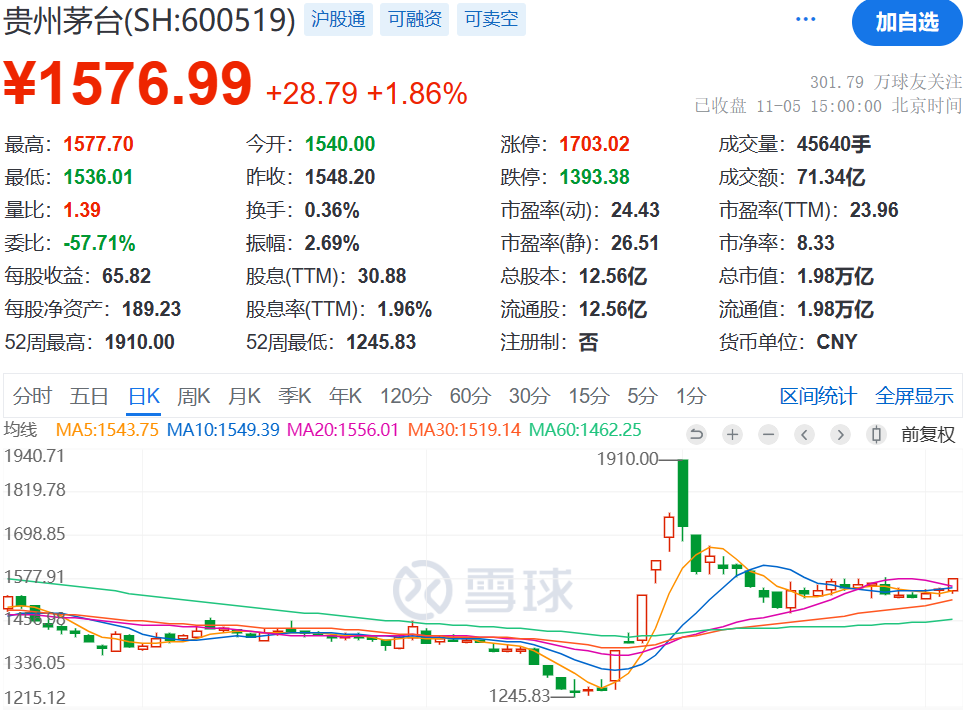 贵州茅台(SH:600519) 沪股通 可融资 可卖空 ··· 加自选
¥1576.99 +28.79 +1.86%
301.79 万球友关注
已收盘 11-05 15:00:00 北京时间
最高：1577.70 今开：1540.00 涨停：1703.02 成交量：45640手
最低：1536.01 昨收：1548.20 跌停：1393.38 成交额：71.34亿
量比：1.39 换手：0.36% 市盈率(动)：24.43 市盈率(TTM)：23.96
委比：-57.71% 振幅：2.69% 市盈率(静)：26.51 市净率：8.33
每股收益：65.82 股息(TTM)：30.88 总股本：12.56亿 总市值：1.98万亿
每股净资产：189.23 股息率(TTM)：1.96% 流通股：12.56亿 流通值：1.98万亿
52周最高：1910.00 52周最低：1245.83 注册制：否 货币单位：CNY
分时 五日 日K 周K 月K 季K 年K 120分 60分 30分 15分 5分 1分 区间统计 全屏显示
均线 MA5:1543.75 MA10:1549.39 MA20:1556.01 MA30:1519.14 MA60:1462.25 前复权
1940.71
1910.00
1819.78
1698.85
1577.91
雪球
1456.98
1336.05
1245.83
1215.12